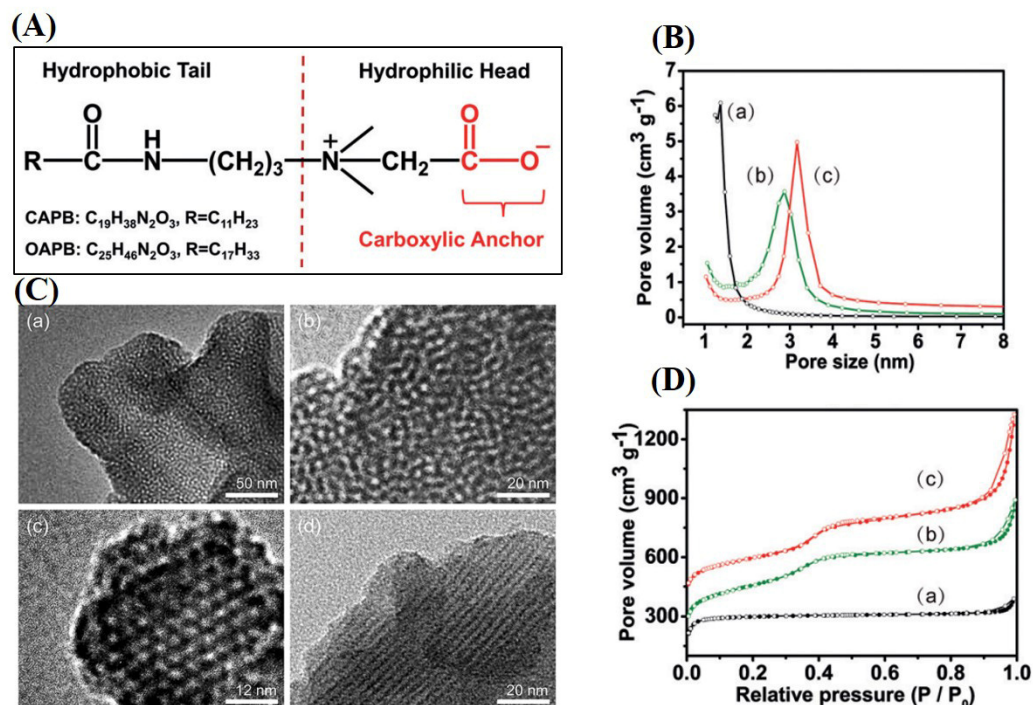 (A)
Hydrophobic Tail
Hydrophilic Head
O
H
O
R—C—N—(CH₂)₃—N⁺—CH₂—C—O⁻
CAPB: C₁₉H₃₈N₂O₃, R=C₁₁H₂₃
OAPB: C₂₅H₄₆N₂O₃, R=C₁₇H₃₃
Carboxylic Anchor
(B)
Pore volume (cm³ g⁻¹)
7
6
5
4
3
2
1
0
(a)
(b)
(c)
1 2 3 4 5 6 7 8
Pore size (nm)
(C)
(a)
50 nm
(b)
20 nm
(c)
12 nm
(d)
20 nm
(D)
Pore volume (cm³ g⁻¹)
1200
900
600
300
(c)
(b)
(a)
0.0 0.2 0.4 0.6 0.8 1.0
Relative pressure (P / P₀)